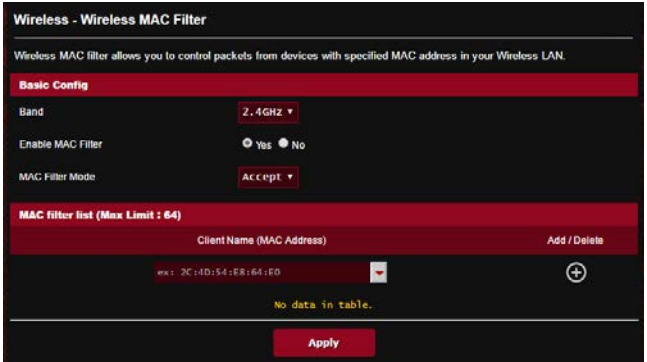 Wireless - Wireless MAC Filter
Wireless MAC filter allows you to control packets from devices with specified MAC address in your Wireless LAN.
Basic Config
Band 2.4GHz
Enable MAC Filter Yes No
MAC Filter Mode Accept
MAC filter list (Max Limit : 64)
Client Name (MAC Address) Add / Delete
ex: 2C:4D:54:E8:64:E0
No data in table.
Apply